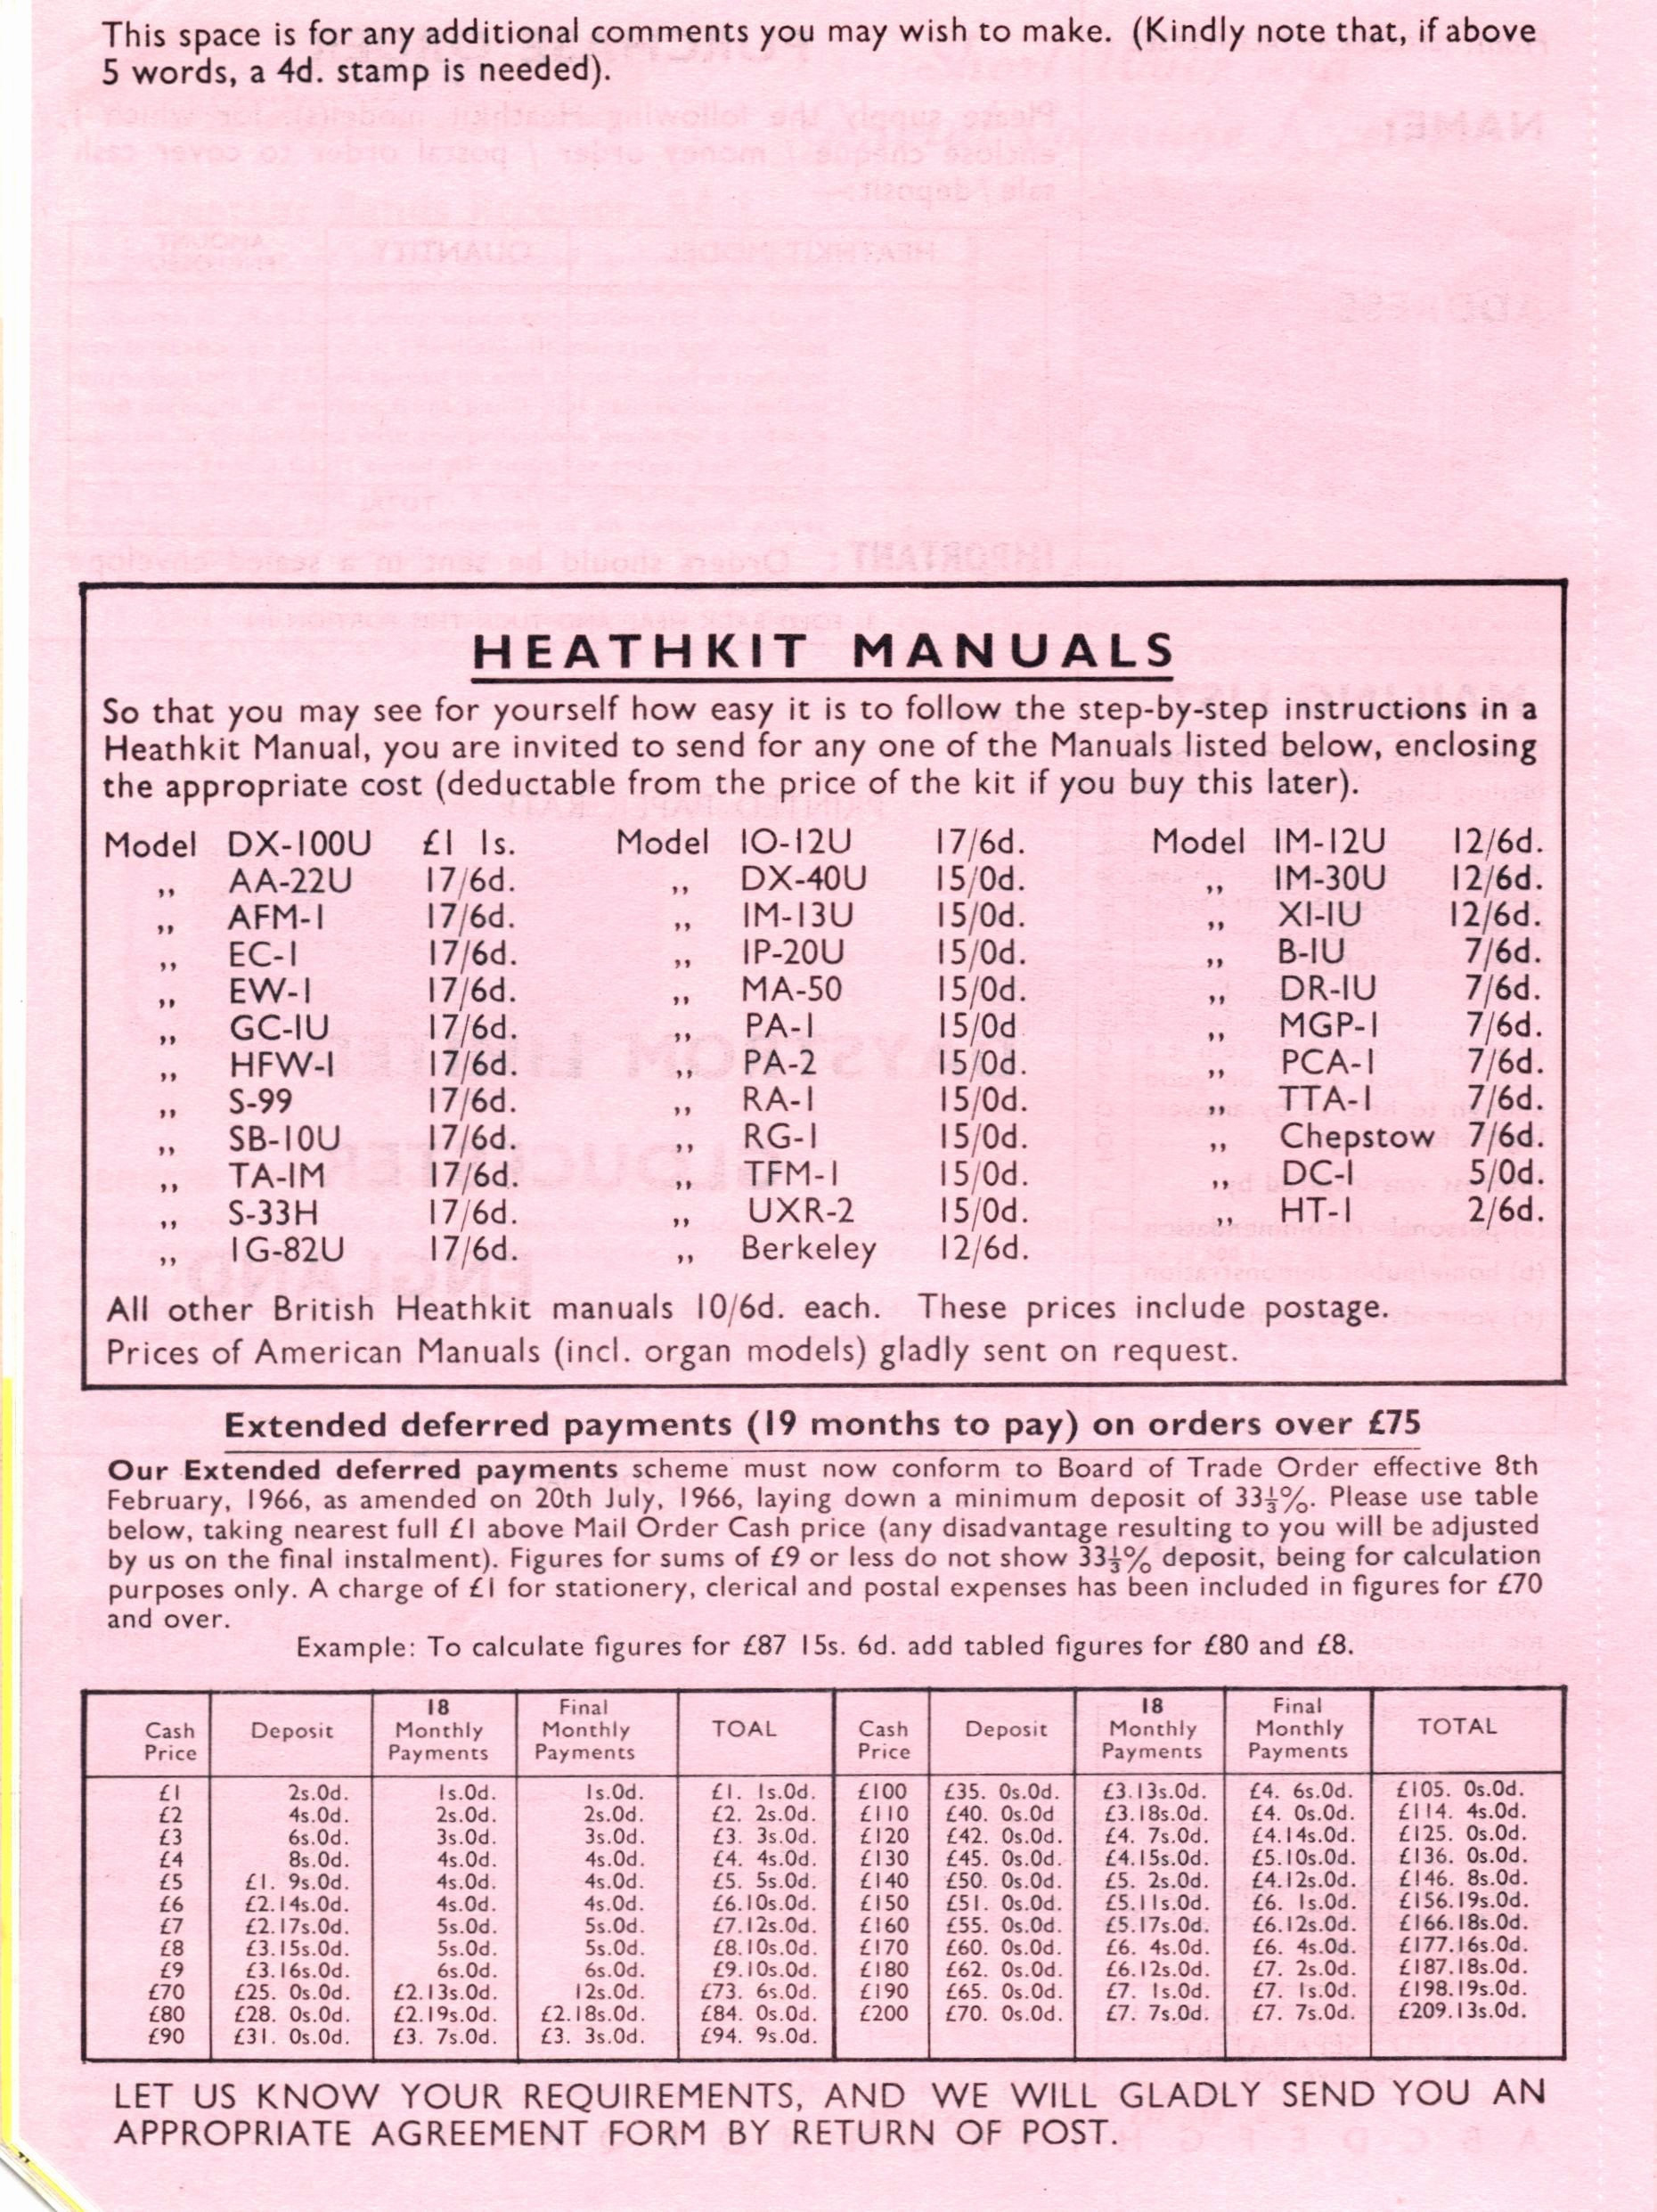 This space is for any additional comments you may wish to make. (Kindly note that, if above
5 words, a 4d. stamp is needed).
HEATHKIT MANUALS
So that you may see for yourself how easy it is to follow the step-by-step instructions in a
Heathkit Manual, you are invited to send for any one of the Manuals listed below, enclosing
the appropriate cost (deductable from the price of the kit if you buy this later).
Model DX-100U £1 1s. Model IO-12U 17/6d. Model IM-12U 12/6d.
,, AA-22U 17/6d. ,, DX-40U 15/0d. ,, IM-30U 12/6d.
,, AFM-1 17/6d. ,, IM-13U 15/0d. ,, XI-IU 12/6d.
,, EC-1 17/6d. ,, IP-20U 15/0d. ,, B-IU 7/6d.
,, EW-1 17/6d. ,, MA-50 15/0d. ,, DR-IU 7/6d.
,, GC-IU 17/6d. ,, PA-1 15/0d ,, MGP-1 7/6d.
,, HFW-1 17/6d. ,, PA-2 15/0d. ,, PCA-1 7/6d.
,, S-99 17/6d. ,, RA-1 15/0d. ,, TTA-1 7/6d.
,, SB-10U 17/6d. ,, RG-1 15/0d. ,, Chepstow 7/6d.
,, TA-IM 17/6d. ,, TFM-1 15/0d. ,, DC-1 5/0d.
,, S-33H 17/6d. ,, UXR-2 15/0d. ,, HT-1 2/6d.
,, IG-82U 17/6d. ,, Berkeley 12/6d.
All other British Heathkit manuals 10/6d. each. These prices include postage.
Prices of American Manuals (incl. organ models) gladly sent on request.
Extended deferred payments (19 months to pay) on orders over £75
Our Extended deferred payments scheme must now conform to Board of Trade Order effective 8th
February, 1966, as amended on 20th July, 1966, laying down a minimum deposit of 33⅓%. Please use table
below, taking nearest full £1 above Mail Order Cash price (any disadvantage resulting to you will be adjusted
by us on the final instalment). Figures for sums of £9 or less do not show 33⅓% deposit, being for calculation
purposes only. A charge of £1 for stationery, clerical and postal expenses has been included in figures for £70
and over.
Example: To calculate figures for £87 15s. 6d. add tabled figures for £80 and £8.
Cash Price Deposit 18 Monthly Payments Final Monthly Payments TOAL Cash Price Deposit 18 Monthly Payments Final Monthly Payments TOTAL
£1 2s.0d. 1s.0d. 1s.0d. £1. 1s.0d. £100 £35. 0s.0d. £3.13s.0d. £4. 6s.0d. £105. 0s.0d.
£2 4s.0d. 2s.0d. 2s.0d. £2. 2s.0d. £110 £40. 0s.0d £3.18s.0d. £4. 0s.0d. £114. 4s.0d.
£3 6s.0d. 3s.0d. 3s.0d. £3. 3s.0d. £120 £42. 0s.0d. £4. 7s.0d. £4.14s.0d. £125. 0s.0d.
£4 8s.0d. 4s.0d. 4s.0d. £4. 4s.0d. £130 £45. 0s.0d. £4.15s.0d. £5.10s.0d. £136. 0s.0d.
£5 £1. 9s.0d. 4s.0d. 4s.0d. £5. 5s.0d. £140 £50. 0s.0d. £5. 2s.0d. £4.12s.0d. £146. 8s.0d.
£6 £2.14s.0d. 4s.0d. 4s.0d. £6.10s.0d. £150 £51. 0s.0d. £5.11s.0d. £6. 1s.0d. £156.19s.0d.
£7 £2.17s.0d. 5s.0d. 5s.0d. £7.12s.0d. £160 £55. 0s.0d. £5.17s.0d. £6.12s.0d. £166.18s.0d.
£8 £3.15s.0d. 5s.0d. 5s.0d. £8.10s.0d. £170 £60. 0s.0d. £6. 4s.0d. £6. 4s.0d. £177.16s.0d.
£9 £3.16s.0d. 6s.0d. 6s.0d. £9.10s.0d. £180 £62. 0s.0d. £6.12s.0d. £7. 2s.0d. £187.18s.0d.
£70 £25. 0s.0d. £2.13s.0d. 12s.0d. £73. 6s.0d. £190 £65. 0s.0d. £7. 1s.0d. £7. 1s.0d. £198.19s.0d.
£80 £28. 0s.0d. £2.19s.0d. £2.18s.0d. £84. 0s.0d. £200 £70. 0s.0d. £7. 7s.0d. £7. 7s.0d. £209.13s.0d.
£90 £31. 0s.0d. £3. 7s.0d. £3. 3s.0d. £94. 9s.0d.
LET US KNOW YOUR REQUIREMENTS, AND WE WILL GLADLY SEND YOU AN
APPROPRIATE AGREEMENT FORM BY RETURN OF POST.